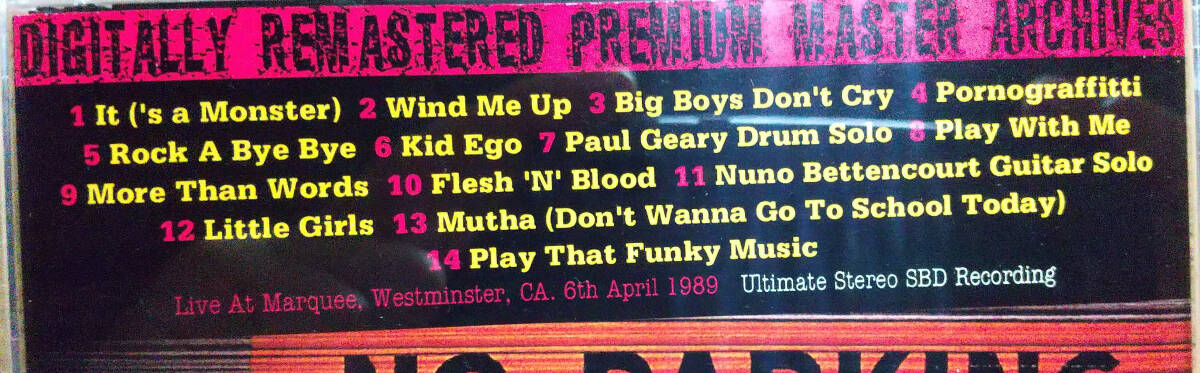 DIGITALLY REMASTERED PREMIUM MASTER ARCHIVES
1 It ('s a Monster) 2 Wind Me Up 3 Big Boys Don't Cry 4 Pornograffitti
5 Rock A Bye Bye 6 Kid Ego 7 Paul Geary Drum Solo 8 Play With Me
9 More Than Words 10 Flesh 'N' Blood 11 Nuno Bettencourt Guitar Solo
12 Little Girls 13 Mutha (Don't Wanna Go To School Today)
14 Play That Funky Music
Live At Marquee, Westminster, CA. 6th April 1989 Ultimate Stereo SBD Recording
NO PARKING